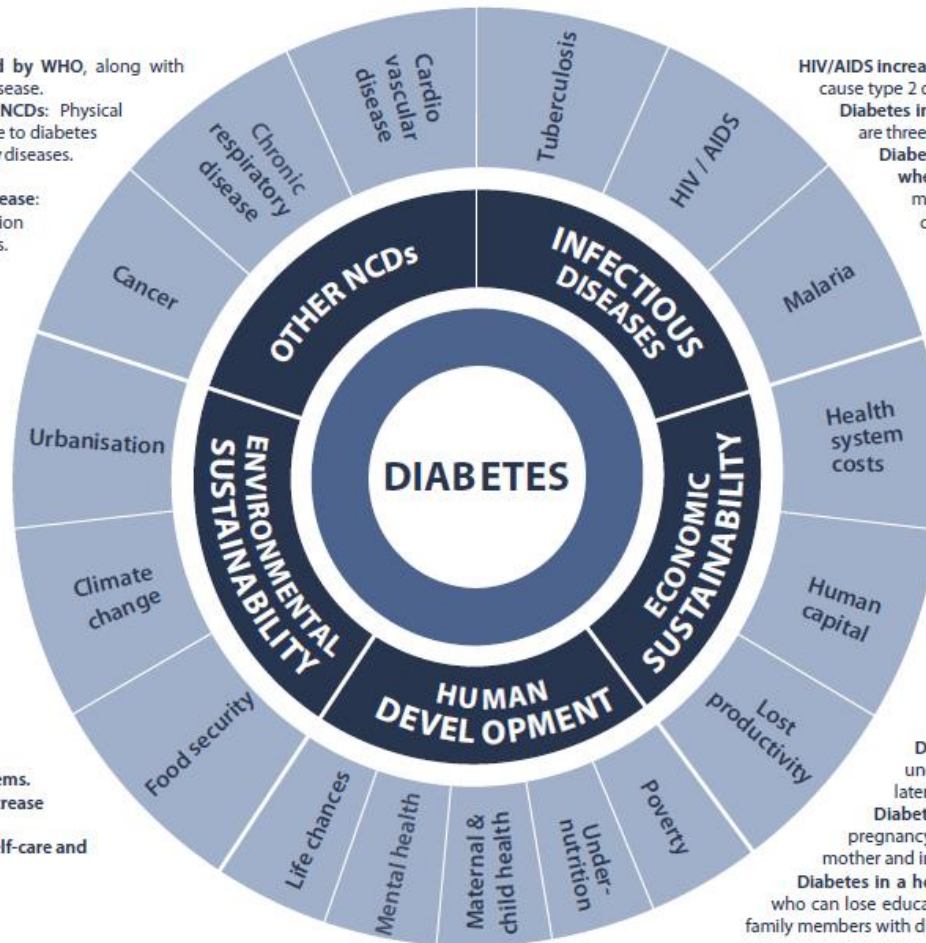 d by WHO, along with
sease.
NCDs: Physical
e to diabetes
y diseases.
ease:
ion
s.
HIV/AIDS increa
cause type 2 d
Diabetes in
are three
Diabe
whe
m
c
Cardio
vascular
disease
Tuberculosis
Chronic
respiratory
disease
HIV / AIDS
Cancer
Malaria
OTHER NCDs
INFECTIOUS
DISEASES
Urbanisation
Health
system
costs
ENVIRONMENTAL
SUSTAINABILITY
DIABETES
ECONOMIC
SUSTAINABILITY
Climate
change
Human
capital
HUMAN
DEVELOPMENT
Food security
Lost
productivity
Life chances
Mental health
Maternal &
child health
Under-
nutrition
Poverty
ems.
crease
elf-care and
D
un
later
Diabet
pregnancy
mother and in
Diabetes in a ho
who can lose educa
family members with d